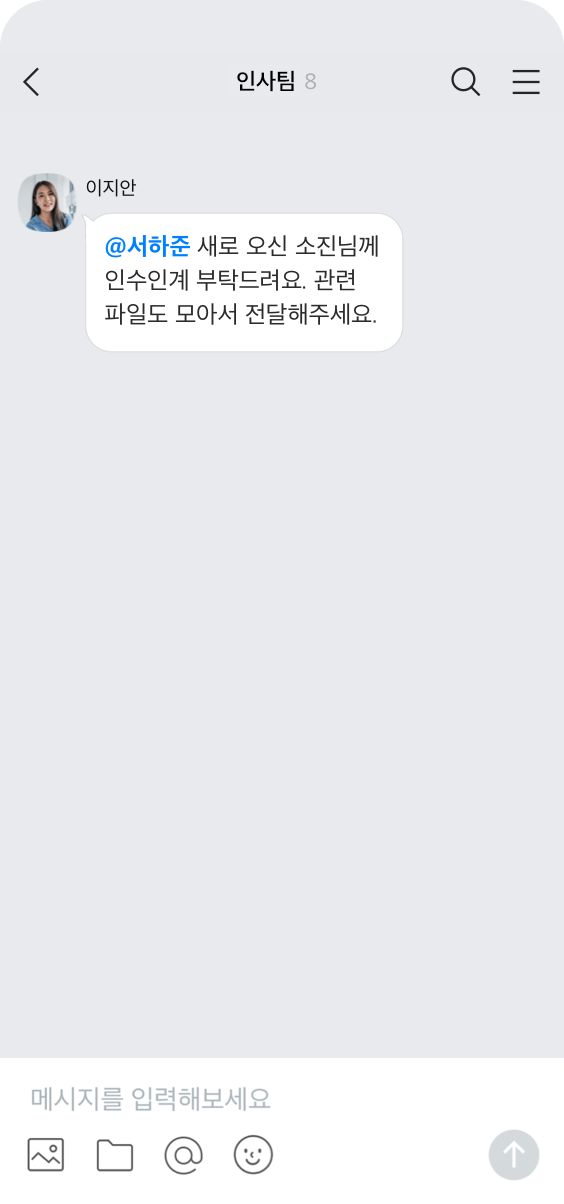 인사팀 8
이지안
@서하준 새로 오신 소진님께
인수인계 부탁드려요. 관련
파일도 모아서 전달해주세요.
메시지를 입력해보세요